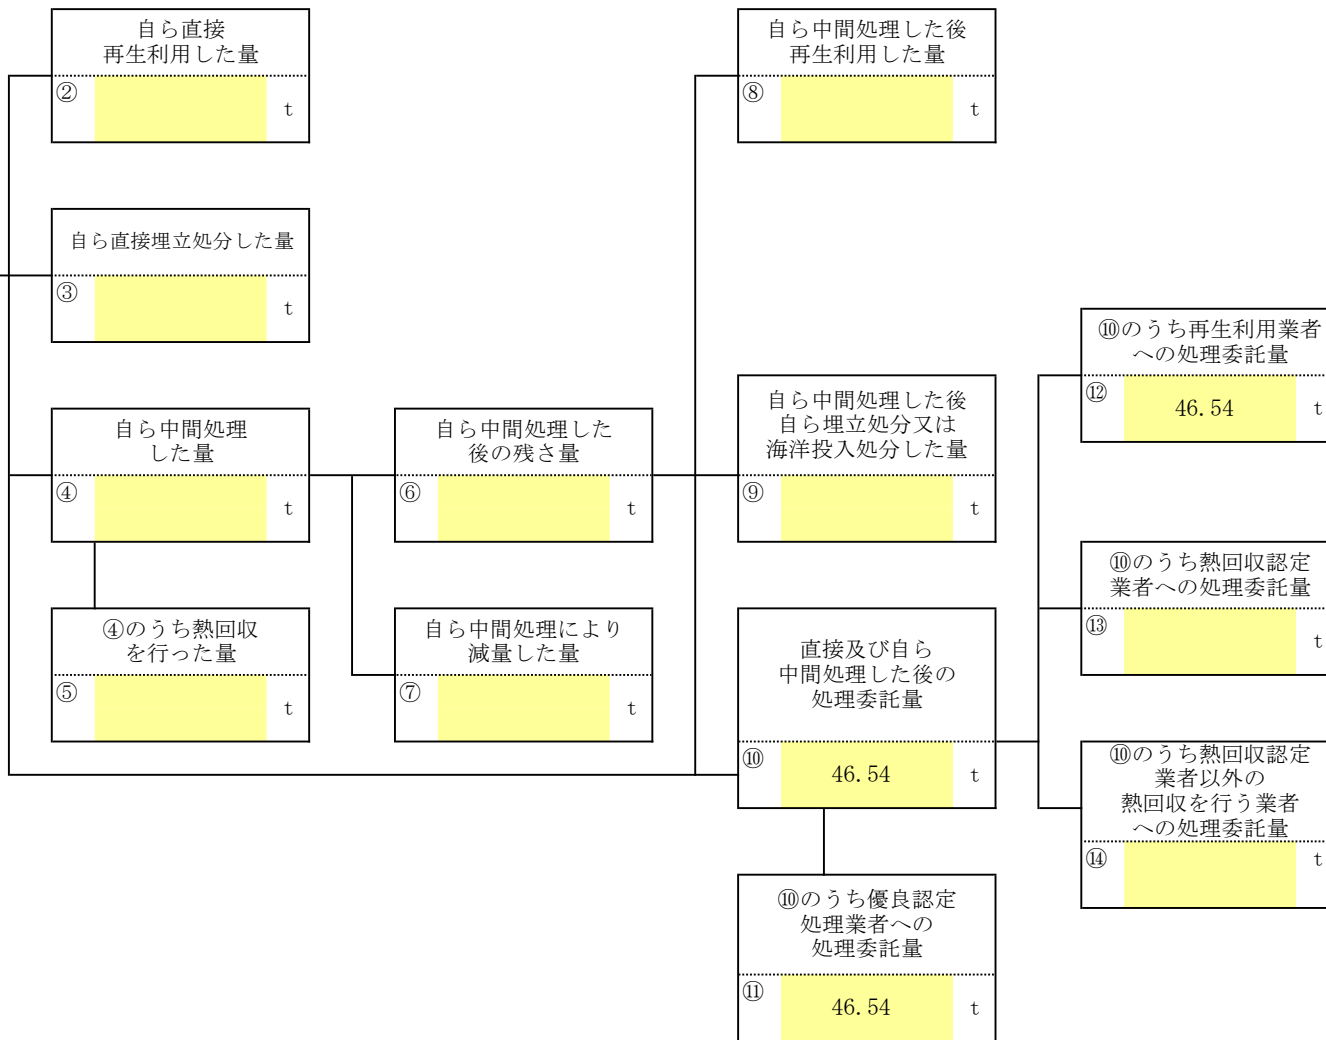 自ら直接
再生利用した量
②
t
自ら中間処理した後
再生利用した量
⑧
t
自ら直接埋立処分した量
③
t
⑩のうち再生利用業者
への処理委託量
⑫
46.54
t
自ら中間処理
した量
④
t
自ら中間処理した
後の残さ量
⑥
t
自ら中間処理した後
自ら埋立処分又は
海洋投入処分した量
⑨
t
⑩のうち熱回収認定
業者への処理委託量
⑬
t
④のうち熱回収
を行った量
⑤
t
自ら中間処理により
減量した量
⑦
t
直接及び自ら
中間処理した後の
処理委託量
⑩
46.54
t
⑩のうち熱回収認定
業者以外の
熱回収を行う業者
への処理委託量
⑭
t
⑩のうち優良認定
処理業者への
処理委託量
⑪
46.54
t